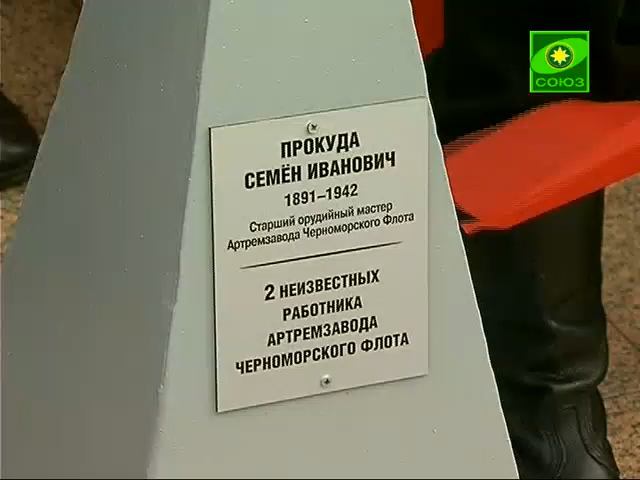 СОЮЗ
ПРОКУДА
СЕМЁН ИВАНОВИЧ
1891–1942
Старший орудийный мастер
Артремзавода Черноморского Флота
2 НЕИЗВЕСТНЫХ
РАБОТНИКА
АРТРЕМЗАВОДА
ЧЕРНОМОРСКОГО ФЛОТА